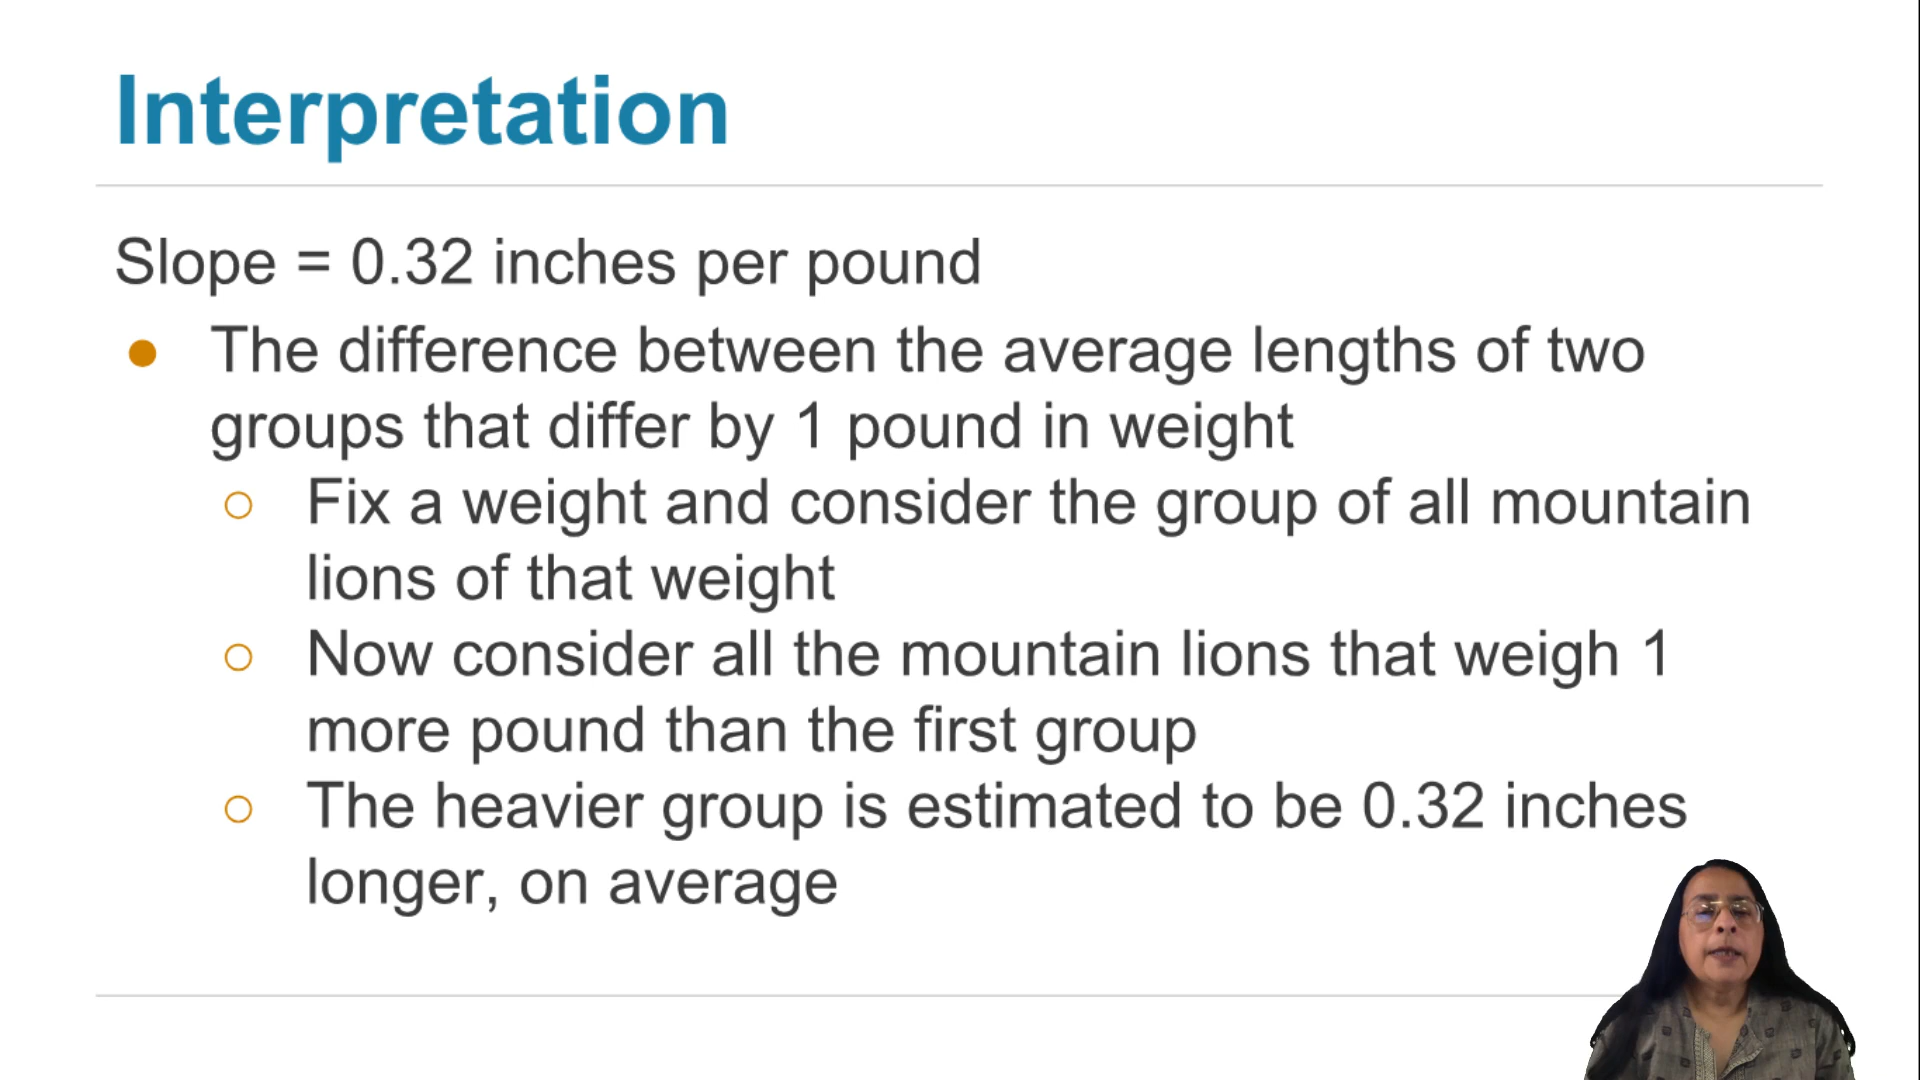 Interpretation
Slope = 0.32 inches per pound
● The difference between the average lengths of two
groups that differ by 1 pound in weight
○ Fix a weight and consider the group of all mountain
lions of that weight
○ Now consider all the mountain lions that weigh 1
more pound than the first group
○ The heavier group is estimated to be 0.32 inches
longer, on average